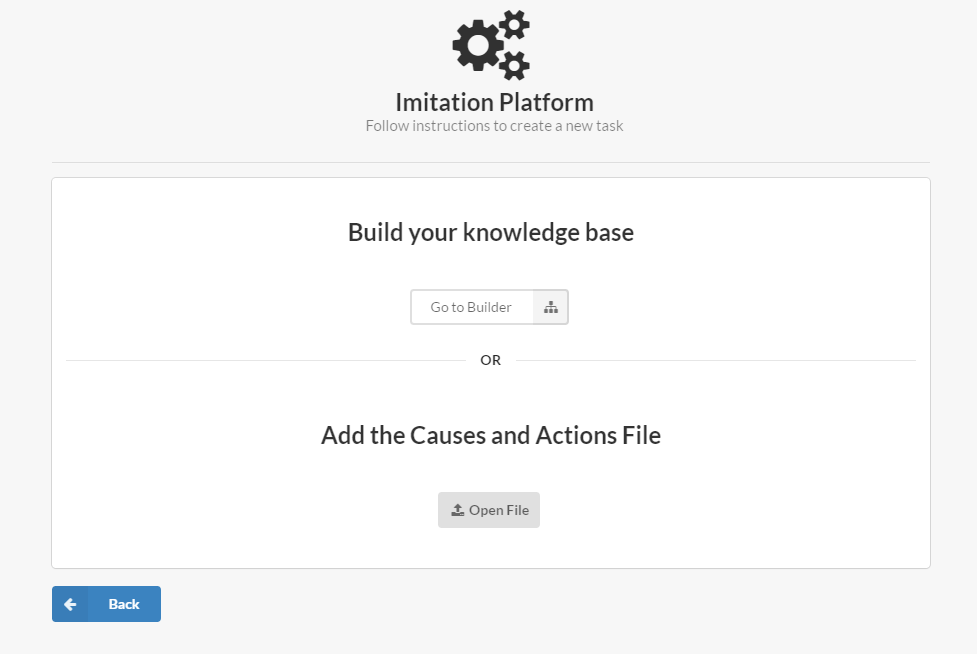 Imitation Platform
Follow instructions to create a new task
Build your knowledge base
Go to Builder
OR
Add the Causes and Actions File
Open File
Back